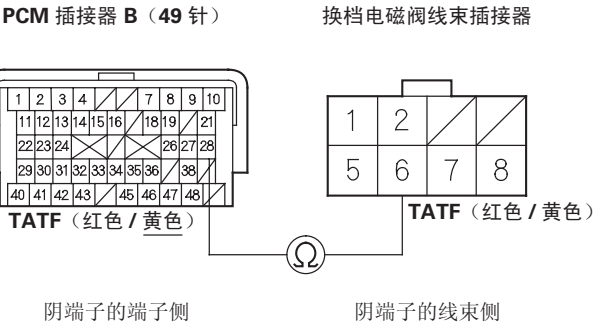 PCM 插接器 B（49 针）
换档电磁阀线束插接器
1 2 3 4 7 8 9 10
11 12 13 14 15 16 18 19 21
22 23 24 26 27 28
29 30 31 32 33 34 35 36 38
40 41 42 43 45 46 47 48
1 2
5 6 7 8
TATF（红色 / 黄色）
TATF（红色 / 黄色）
Ω
阴端子的端子侧
阴端子的线束侧